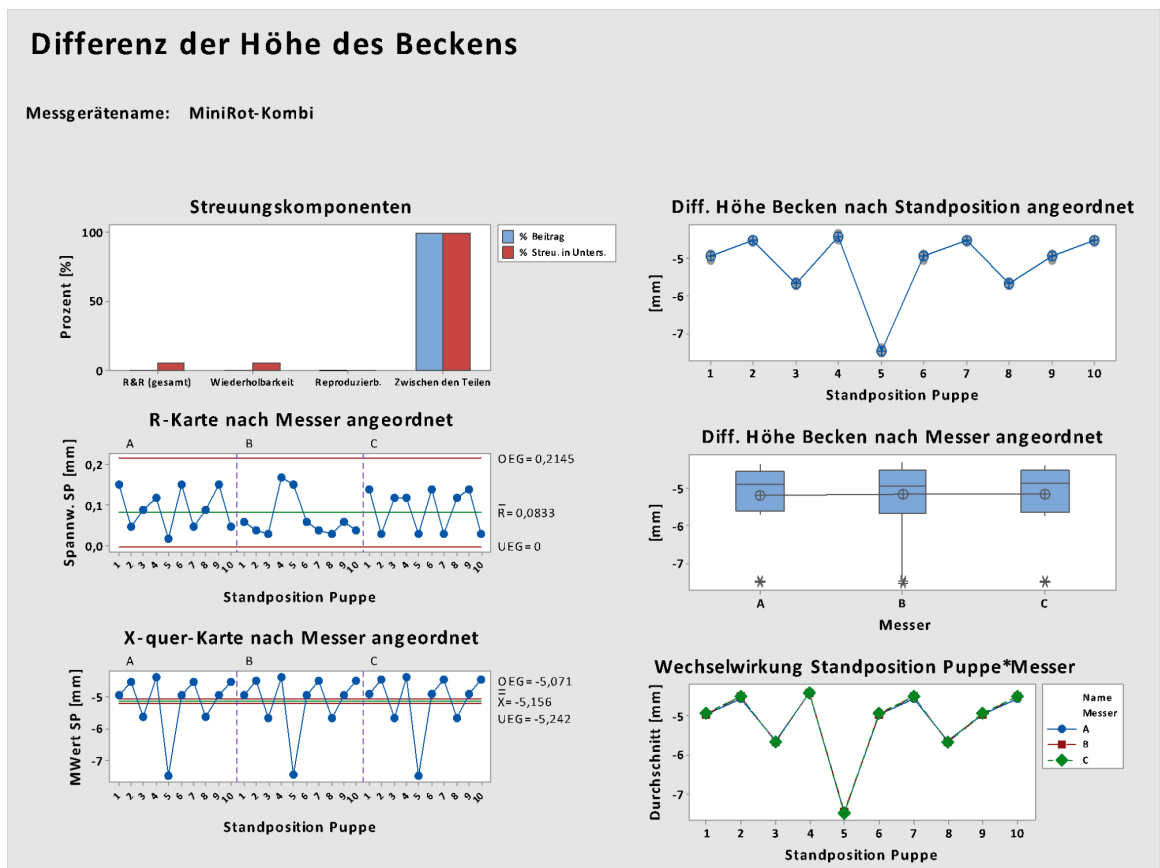 Differenz der Höhe des Beckens
Messgerätename: MiniRot-Kombi
Streuungskomponenten
Prozent [%]
100
50
0
R&R (gesamt) Wiederholbarkeit Reproduzierb. Zwischen den Teilen
% Beitrag
% Streu. in Unters.
R-Karte nach Messer angeordnet
A B C
Spannw. SP [mm]
0,2
0,1
0,0
OEG = 0,2145
R̄ = 0,0833
UEG = 0
1 2 3 4 5 6 7 8 9 10 1 2 3 4 5 6 7 8 9 10 1 2 3 4 5 6 7 8 9 10
Standposition Puppe
X-quer-Karte nach Messer angeordnet
A B C
MWert SP [mm]
-5
-6
-7
OEG = -5,071
X̿ = -5,156
UEG = -5,242
1 2 3 4 5 6 7 8 9 10 1 2 3 4 5 6 7 8 9 10 1 2 3 4 5 6 7 8 9 10
Standposition Puppe
Diff. Höhe Becken nach Standposition angeordnet
[mm]
-5
-6
-7
1 2 3 4 5 6 7 8 9 10
Standposition Puppe
Diff. Höhe Becken nach Messer angeordnet
[mm]
-5
-6
-7
A B C
Messer
Wechselwirkung Standposition Puppe*Messer
Durchschnitt [mm]
-5
-6
-7
1 2 3 4 5 6 7 8 9 10
Standposition Puppe
Name
Messer
A
B
C